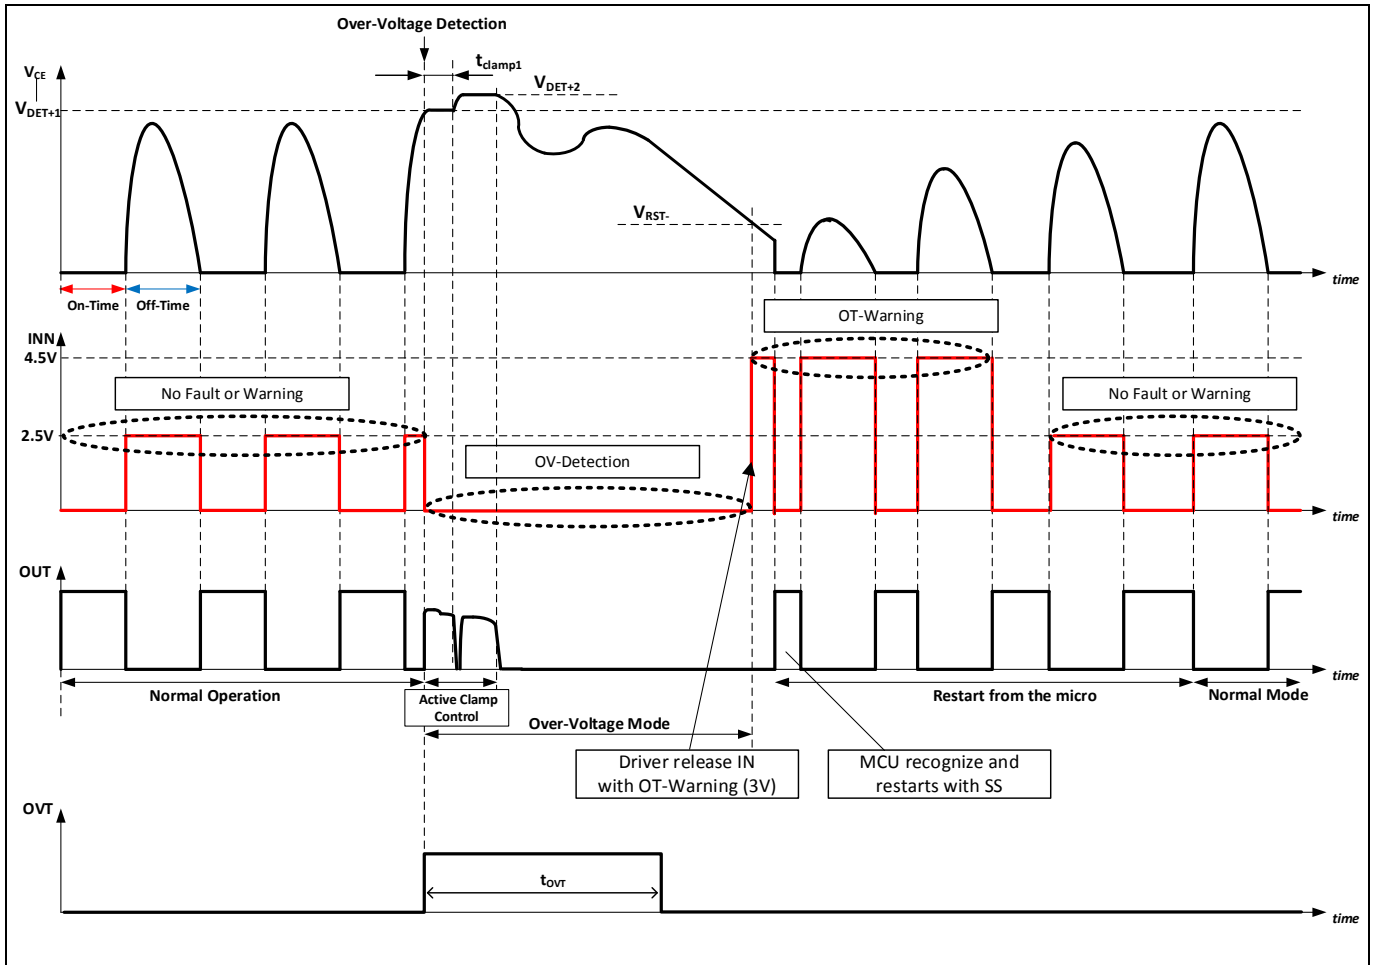 Over-Voltage Detection
tclamp1
VCE
VDET+2
VDET+1
VRST-
time
On-Time
Off-Time
OT-Warning
INN
4.5V
No Fault or Warning
No Fault or Warning
2.5V
OV-Detection
time
OUT
time
Normal Operation
Active Clamp
Control
Restart from the micro
Normal Mode
Over-Voltage Mode
Driver release IN
with OT-Warning (3V)
MCU recognize and
restarts with SS
OVT
tOVT
time